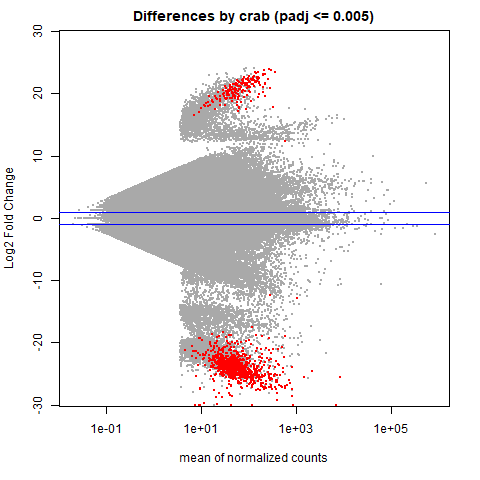 Differences by crab (padj <= 0.005)
Log2 Fold Change
30
20
10
0
-10
-20
-30
1e-01 1e+01 1e+03 1e+05
mean of normalized counts